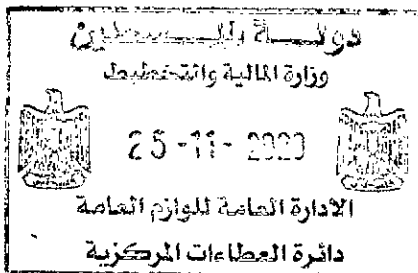 دولة فلسطين
وزارة المالية والتخطيط
25-11-2020
الادارة العامة للوازم العامة
دائرة العطاءات المركزية